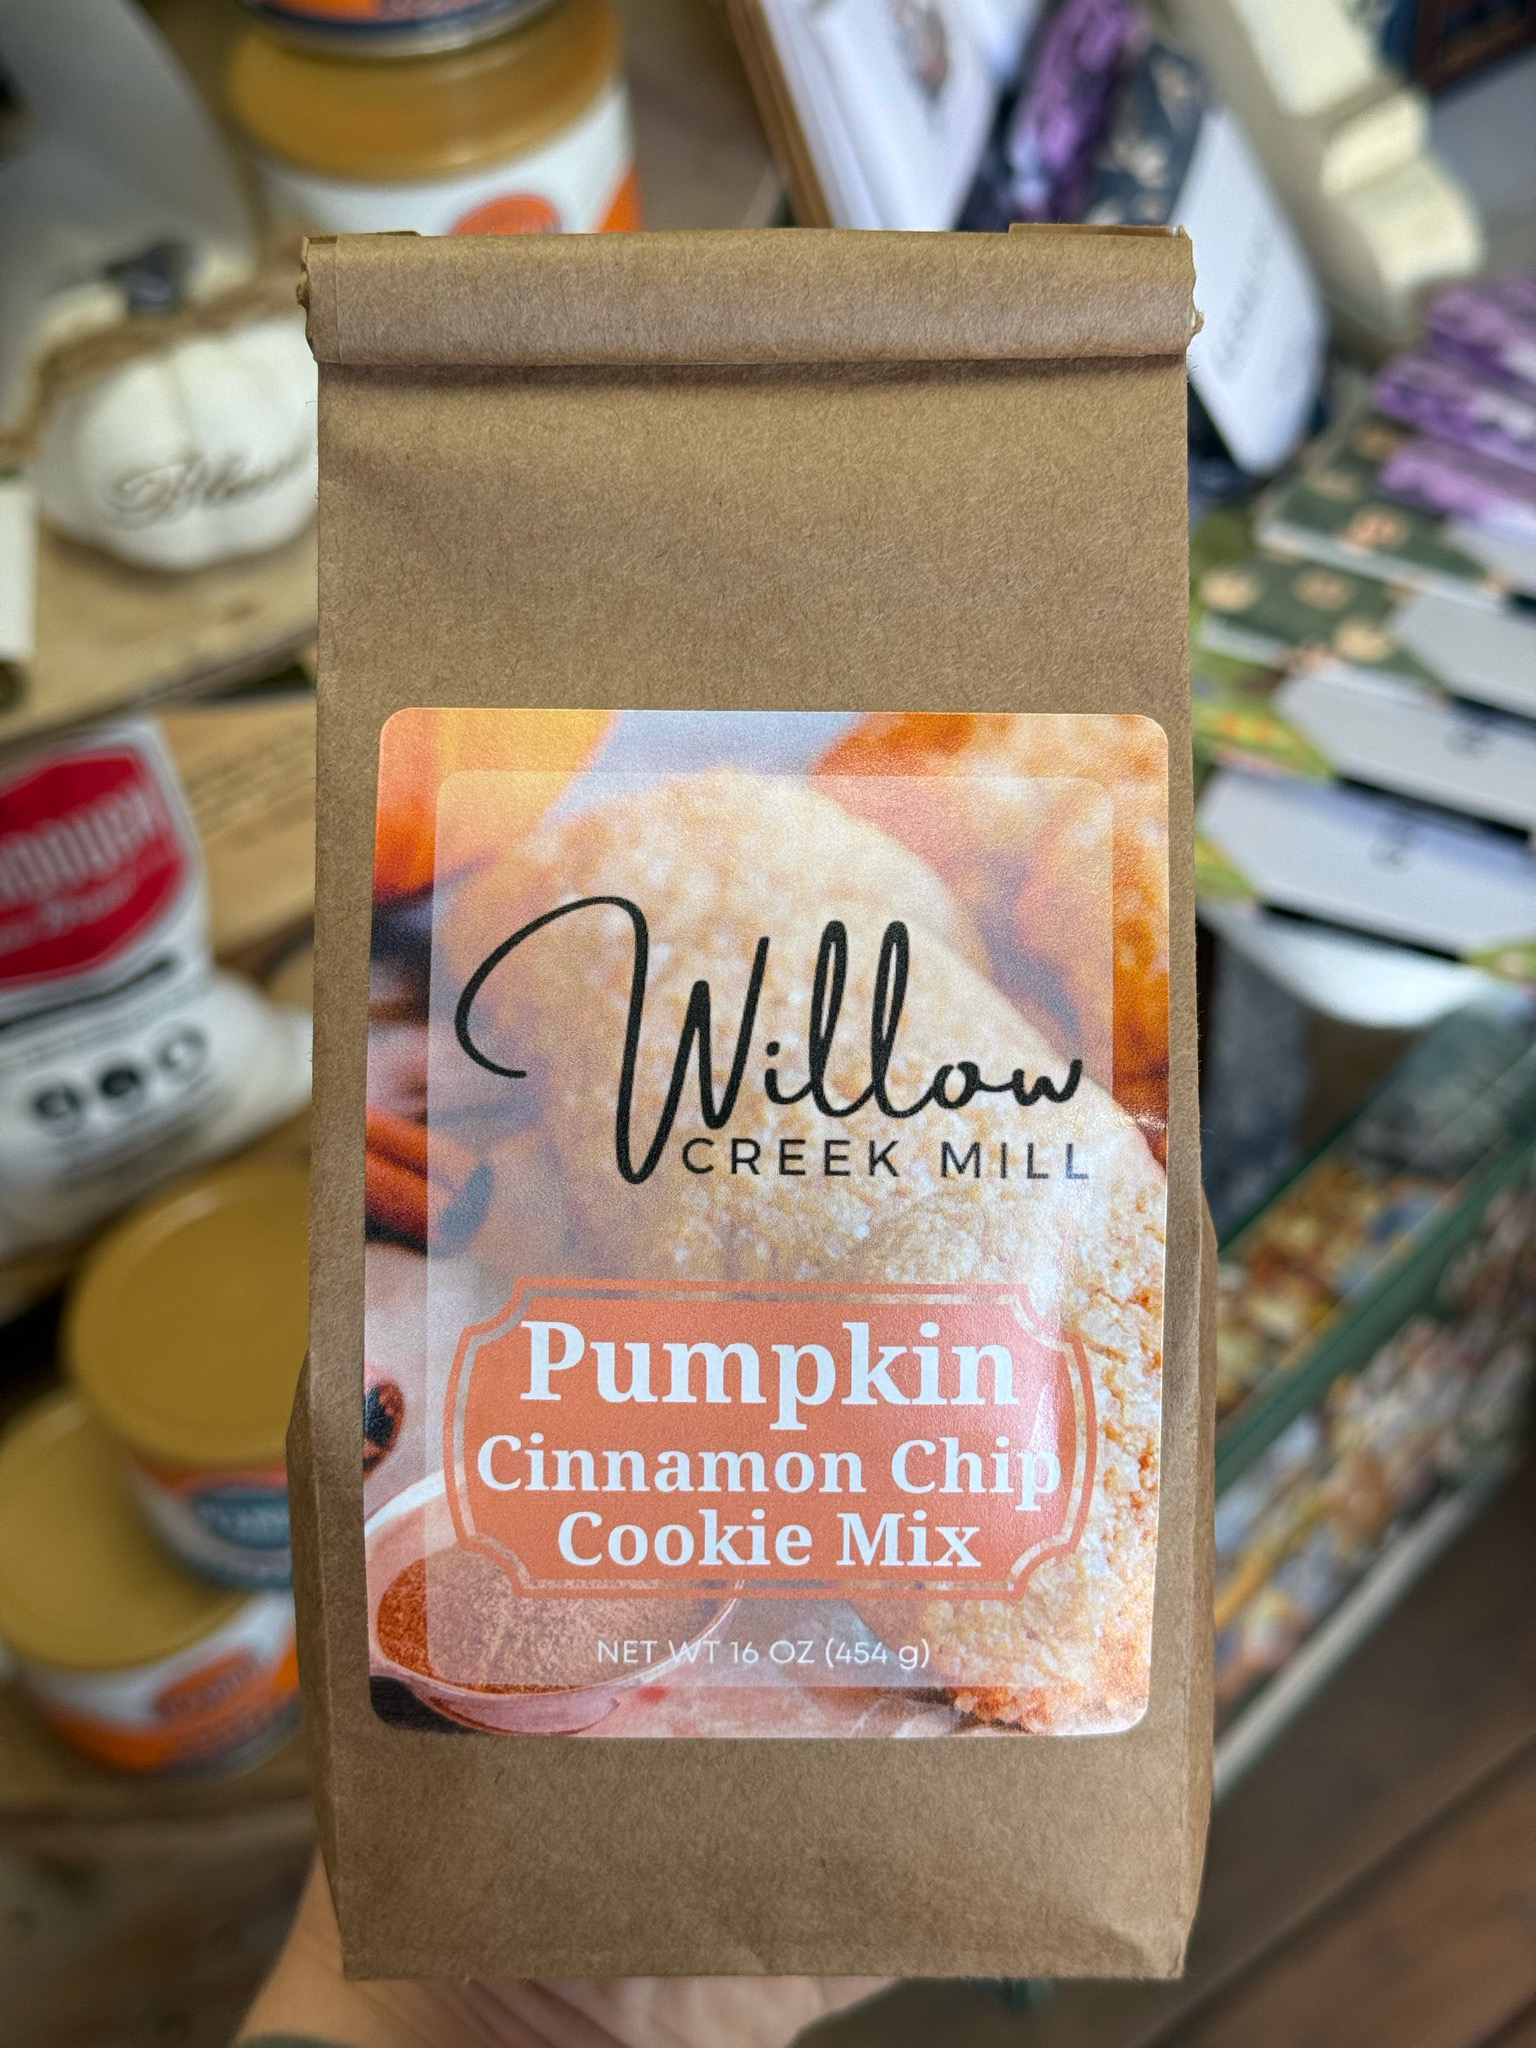 Willow
CREEK MILL
Pumpkin
Cinnamon Chip
Cookie Mix
NET WT 16 OZ (454 g)